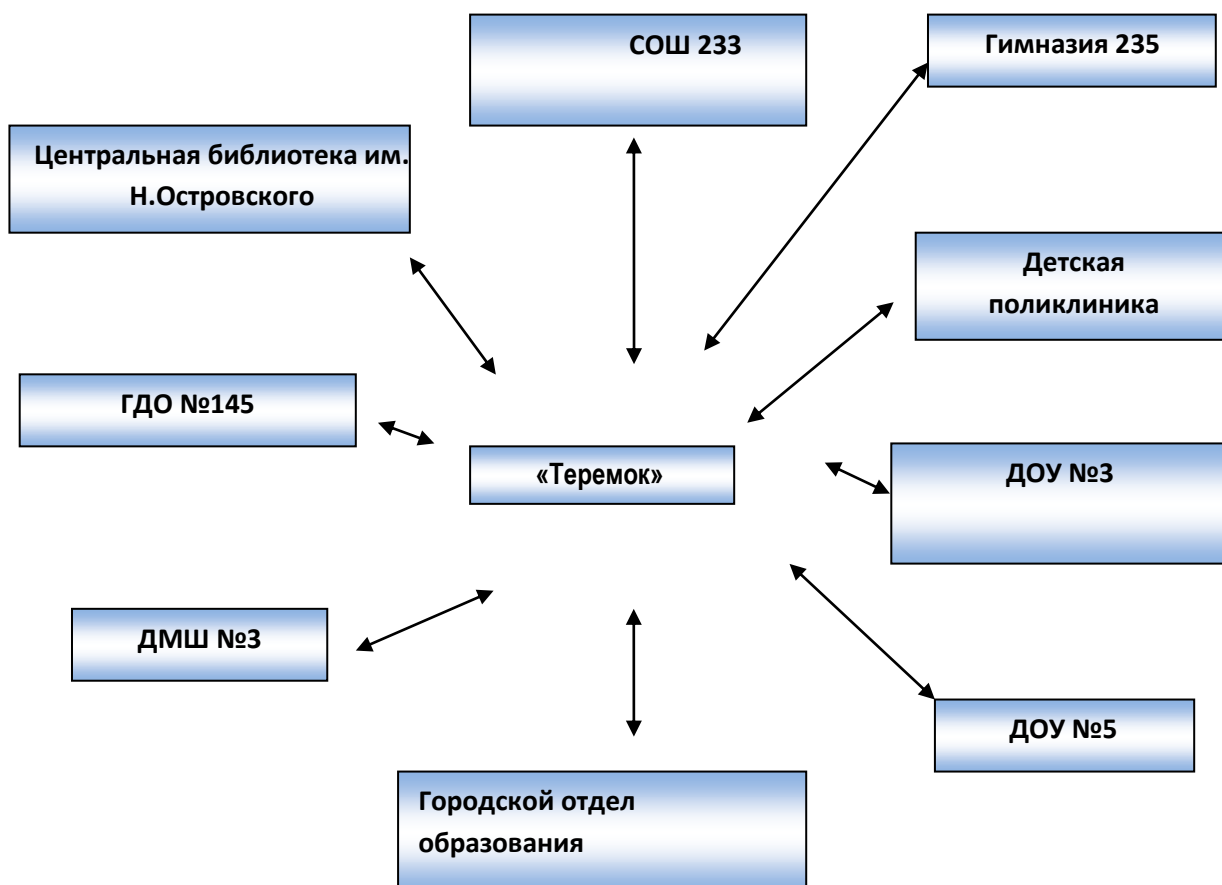 СОШ 233
Гимназия 235
Центральная библиотека им.
Н.Островского
Детская
поликлиника
ГДО №145
«Теремок»
ДОУ №3
ДМШ №3
ДОУ №5
Городской отдел
образования